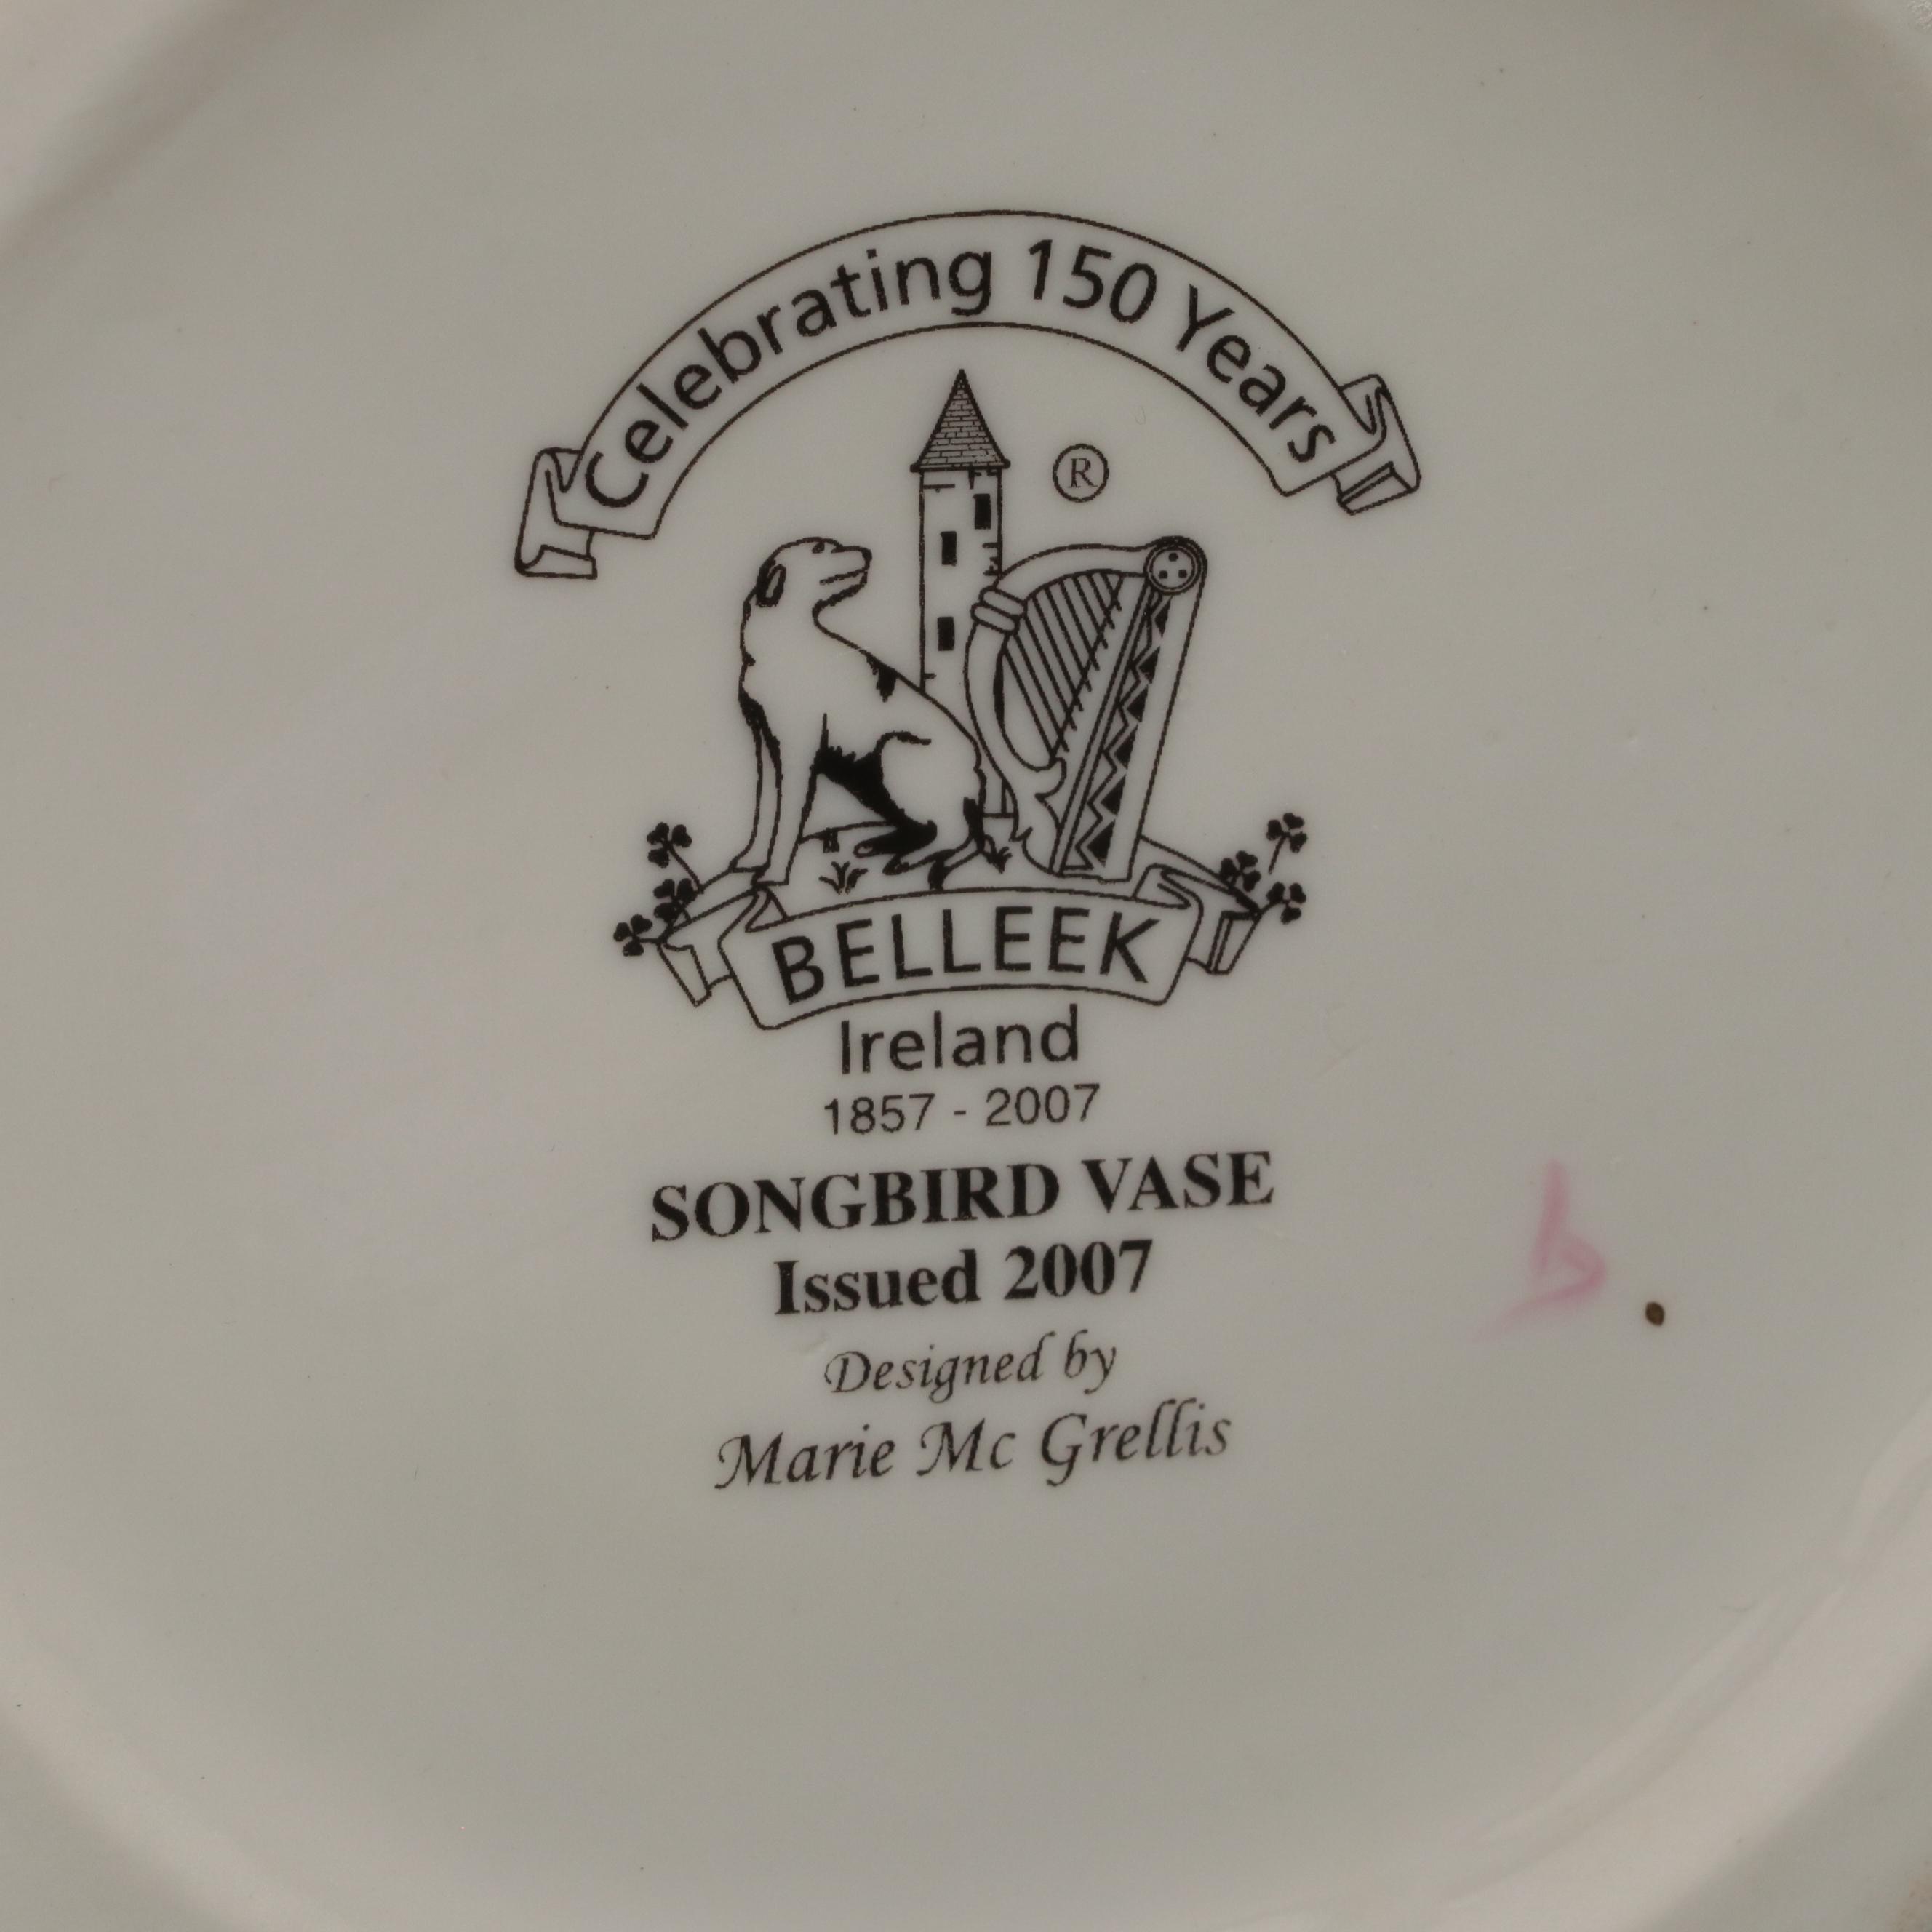 Celebrating 150 Years
®
BELLEEK
Ireland
1857 - 2007
SONGBIRD VASE
Issued 2007
Designed by
Marie Mc Grellis
b